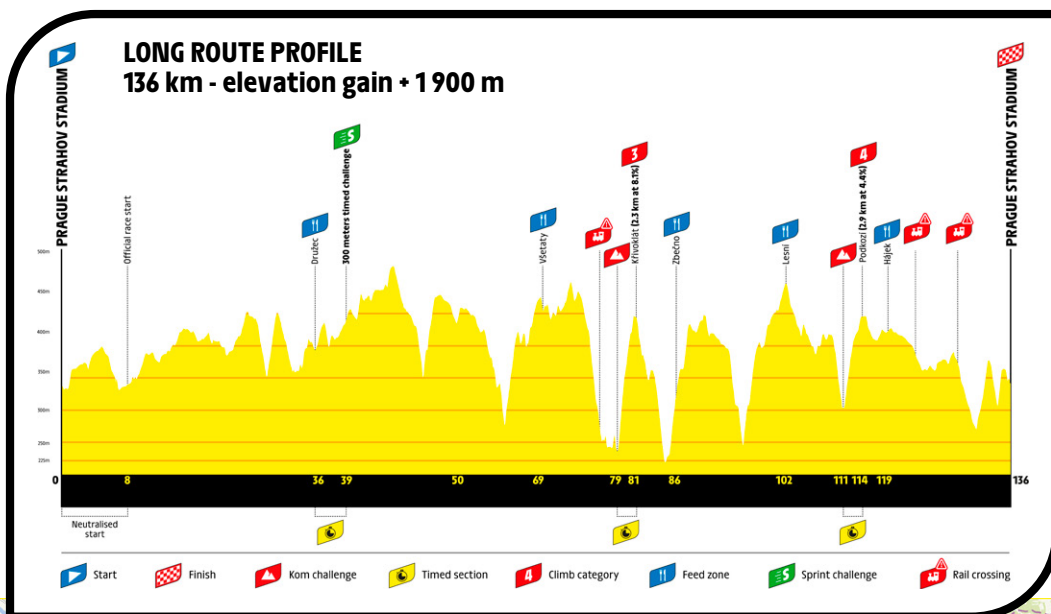 LONG ROUTE PROFILE
136 km - elevation gain + 1 900 m
PRAGUE STRAHOV STADIUM
Official race start
Družec
300 meters timed challenge
S
Všetaty
3
Křivoklát (2.3 km at 8.1%)
Zbečno
Lesní
4
Podkozí (2.9 km at 4.4%)
Hájek
PRAGUE STRAHOV STADIUM
500m
450m
400m
350m
300m
250m
225m
0 8 36 39 50 69 79 81 86 102 111 114 119 136
Neutralised
start
Start
Finish
Kom challenge
Timed section
4
Climb category
Feed zone
S
Sprint challenge
Rail crossing